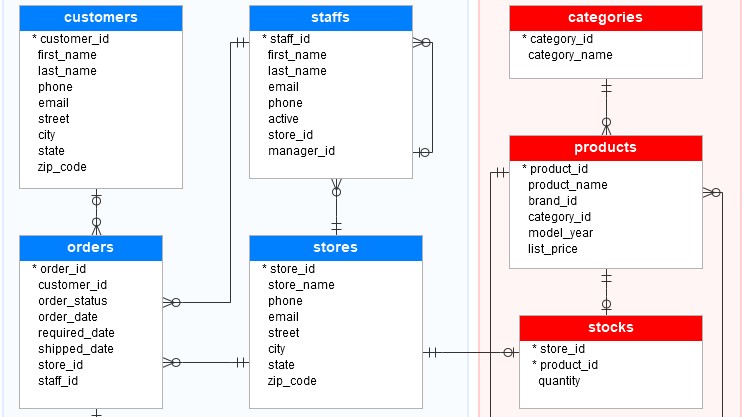 customers
* customer_id
first_name
last_name
phone
email
street
city
state
zip_code
staffs
* staff_id
first_name
last_name
email
phone
active
store_id
manager_id
categories
* category_id
category_name
products
* product_id
product_name
brand_id
category_id
model_year
list_price
orders
* order_id
customer_id
order_status
order_date
required_date
shipped_date
store_id
staff_id
stores
* store_id
store_name
phone
email
street
city
state
zip_code
stocks
* store_id
* product_id
quantity